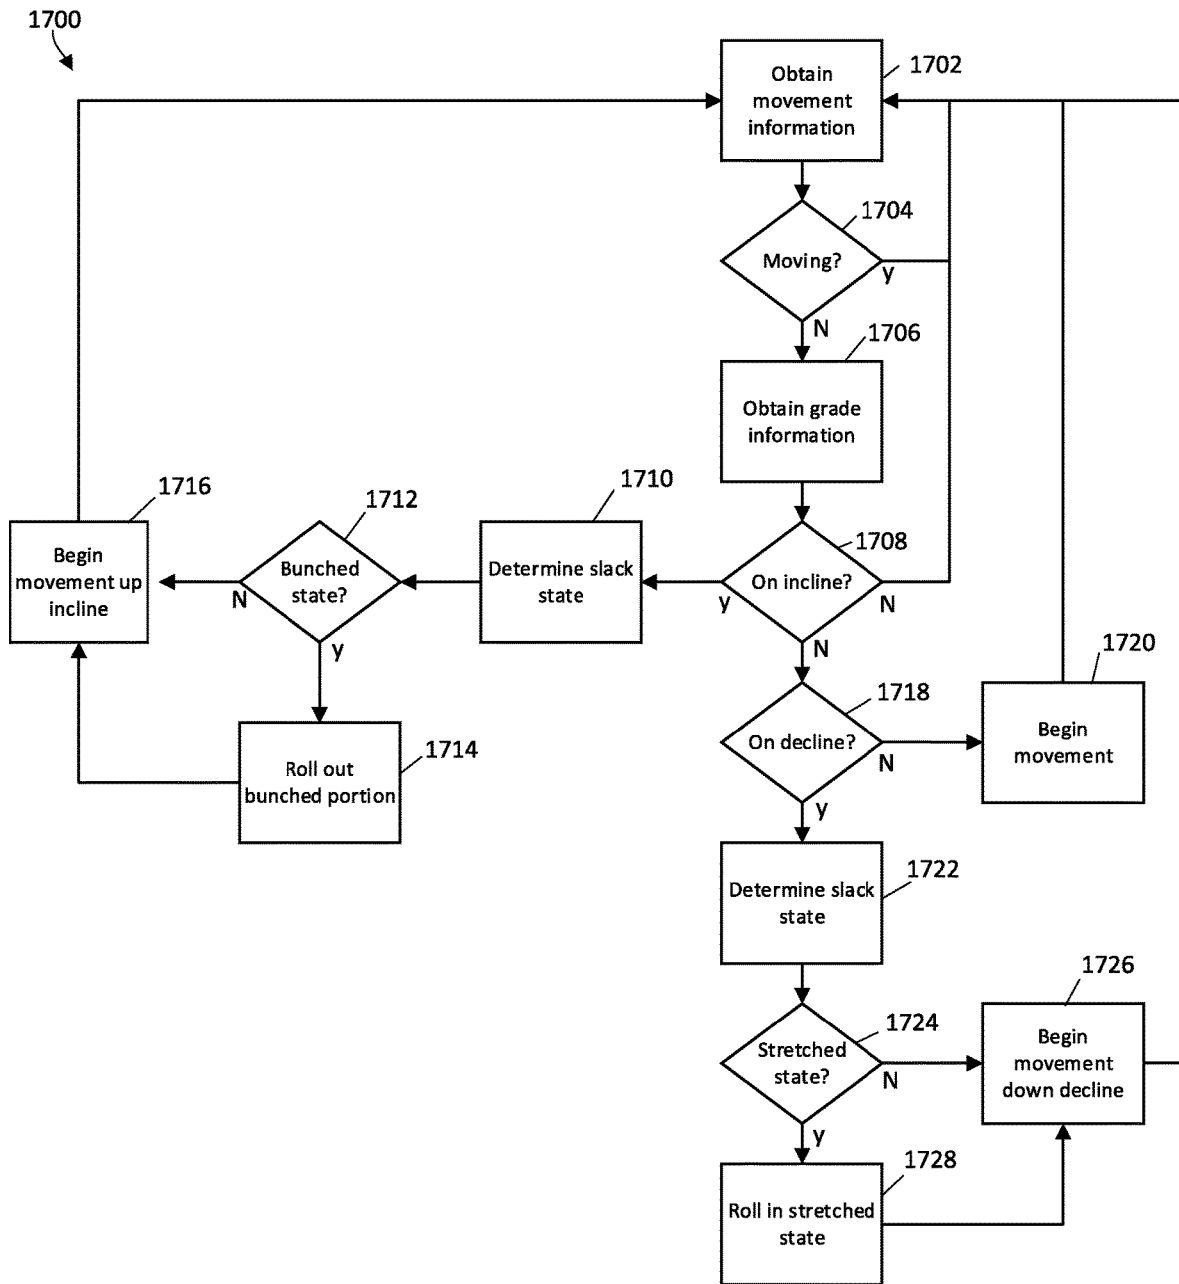 1700
Obtain
movement
information
1702
Moving?
1704
y
N
1706
Obtain grade
information
1716
Begin
movement up
incline
1712
Bunched
state?
N
y
1710
Determine slack
state
On incline?
1708
y
N
N
1714
Roll out
bunched portion
On decline?
1718
N
y
1720
Begin
movement
Determine slack
state
1722
Stretched
state?
1724
N
y
1726
Begin
movement
down decline
Roll in stretched
state
1728